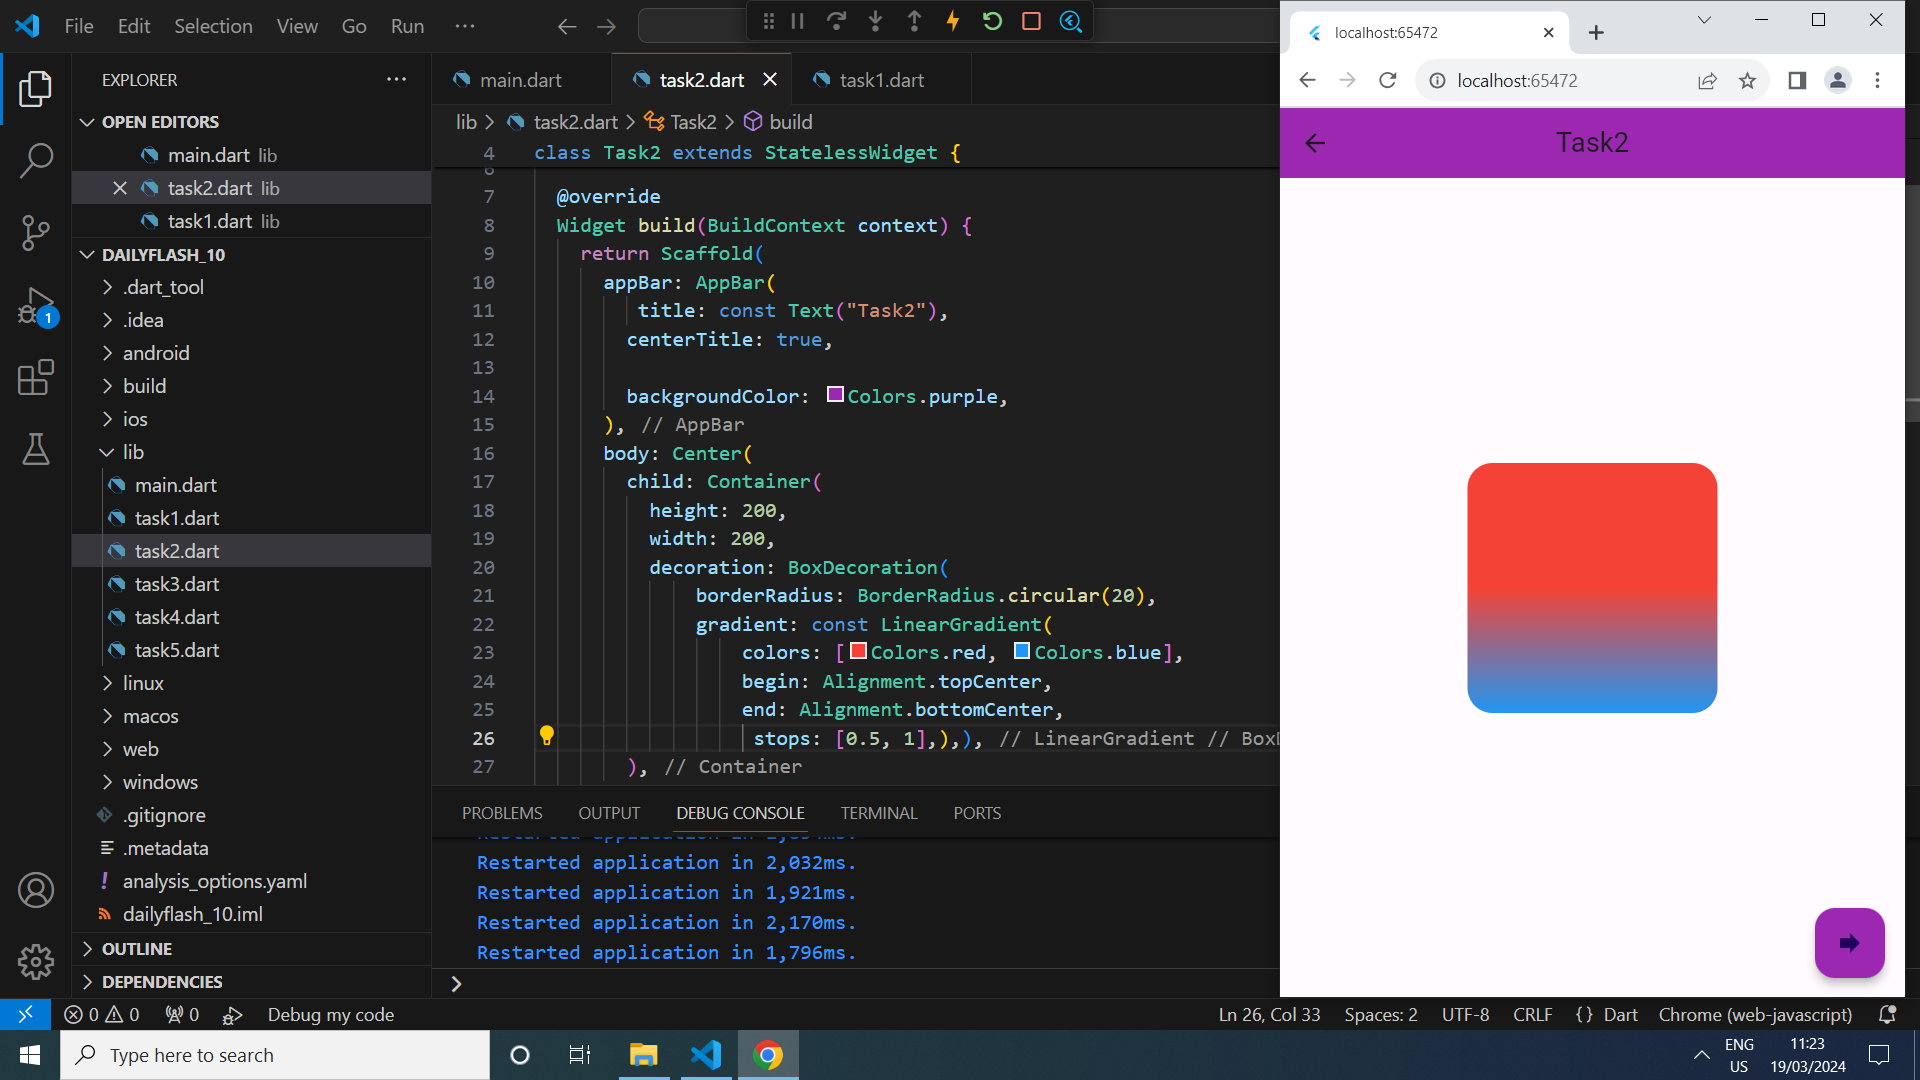 File Edit Selection View Go Run ···
EXPLORER
OPEN EDITORS
main.dart lib
task2.dart lib
task1.dart lib
DAILYFLASH_10
.dart_tool
.idea
android
build
ios
lib
main.dart
task1.dart
task2.dart
task3.dart
task4.dart
task5.dart
linux
macos
web
windows
.gitignore
.metadata
analysis_options.yaml
dailyflash_10.iml
OUTLINE
DEPENDENCIES
main.dart task2.dart task1.dart
lib > task2.dart > Task2 > build
4 class Task2 extends StatelessWidget {
7 @override
8 Widget build(BuildContext context) {
9 return Scaffold(
10 appBar: AppBar(
11 title: const Text("Task2"),
12 centerTitle: true,
13
14 backgroundColor: Colors.purple,
15 ), // AppBar
16 body: Center(
17 child: Container(
18 height: 200,
19 width: 200,
20 decoration: BoxDecoration(
21 borderRadius: BorderRadius.circular(20),
22 gradient: const LinearGradient(
23 colors: [Colors.red, Colors.blue],
24 begin: Alignment.topCenter,
25 end: Alignment.bottomCenter,
26 stops: [0.5, 1],),), // LinearGradient //
27 ), // Container
PROBLEMS OUTPUT DEBUG CONSOLE TERMINAL PORTS
Restarted application in 2,032ms.
Restarted application in 1,921ms.
Restarted application in 2,170ms.
Restarted application in 1,796ms.
>
localhost:65472
localhost:65472
Task2
1
0 0 0 Debug my code
Ln 26, Col 33 Spaces: 2 UTF-8 CRLF {} Dart Chrome (web-javascript)
Type here to search
ENG
US
11:23
19/03/2024